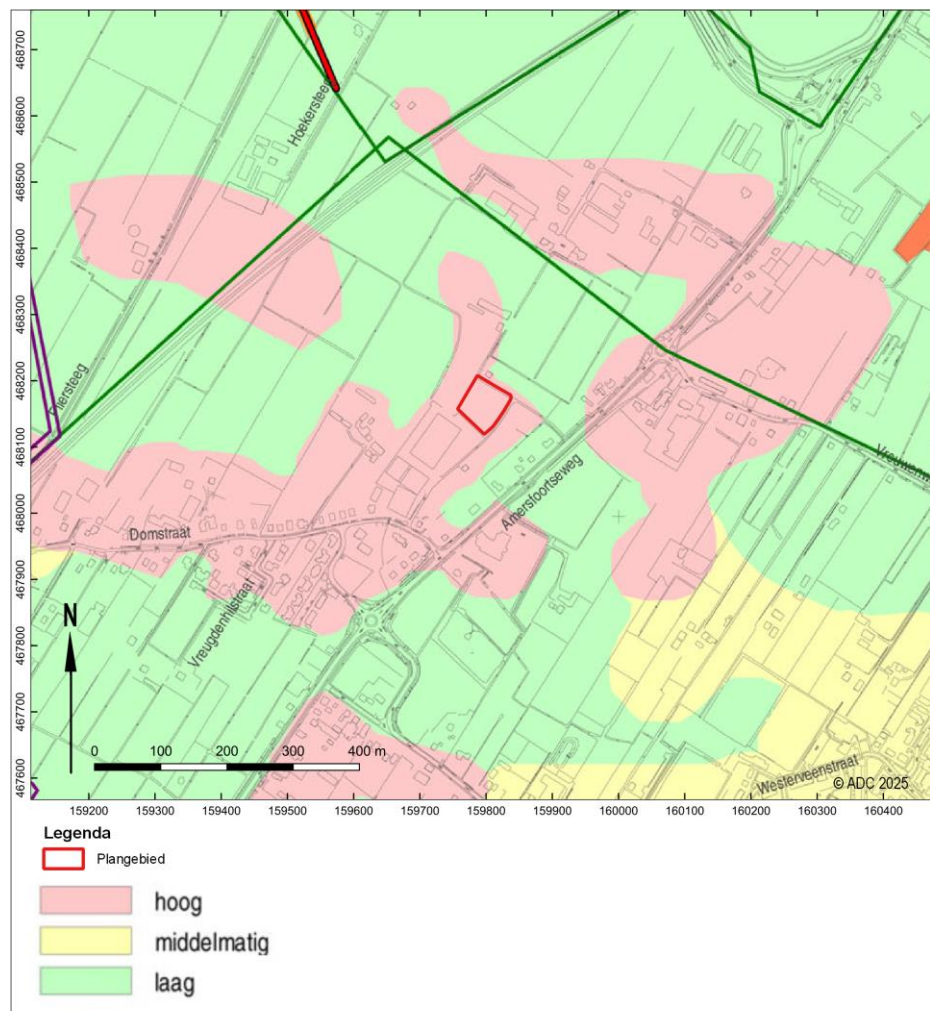 468700
468600
468500
468400
468300
468200
468100
468000
467900
467800
467700
467600
Hoekersteeg
Domstraat
Vreugdenhilstraat
Amersfoortseweg
Westerveenstraat
N
0 100 200 300 400 m
© ADC 2025
159200 159300 159400 159500 159600 159700 159800 159900 160000 160100 160200 160300 160400
Legenda
Plangebied
hoog
middelmatig
laag